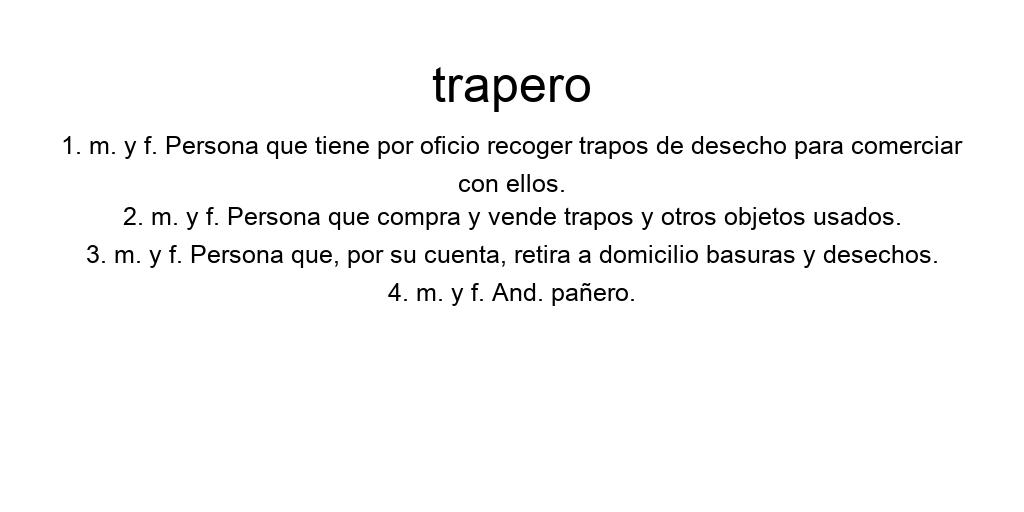 trapero
1. m. y f. Persona que tiene por oficio recoger trapos de desecho para comerciar
con ellos.
2. m. y f. Persona que compra y vende trapos y otros objetos usados.
3. m. y f. Persona que, por su cuenta, retira a domicilio basuras y desechos.
4. m. y f. And. pañero.